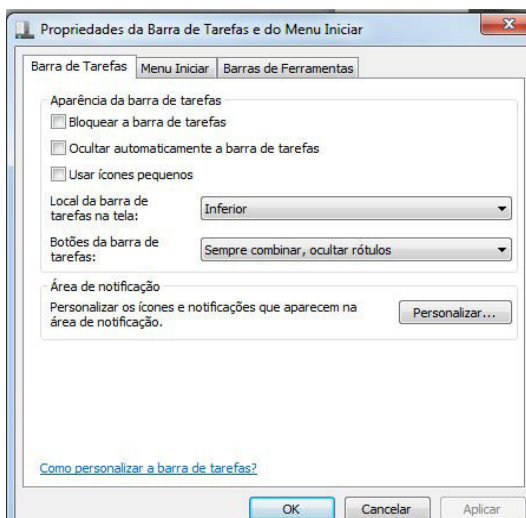 Propriedades da Barra de Tarefas e do Menu Iniciar
Barra de Tarefas Menu Iniciar Barras de Ferramentas
Aparência da barra de tarefas
Bloquear a barra de tarefas
Ocultar automaticamente a barra de tarefas
Usar ícones pequenos
Local da barra de
tarefas na tela:
Inferior
Botões da barra de
tarefas:
Sempre combinar, ocultar rótulos
Área de notificação
Personalizar os ícones e notificações que aparecem na
área de notificação.
Personalizar...
Como personalizar a barra de tarefas?
OK Cancelar Aplicar